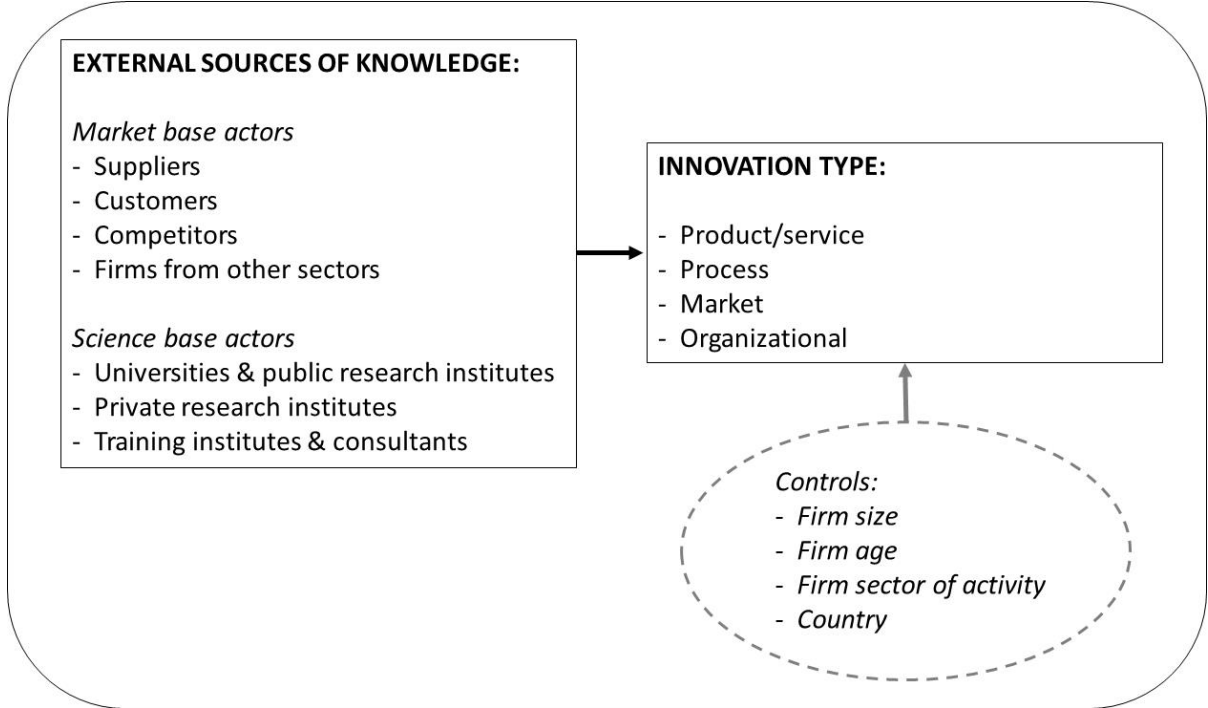 EXTERNAL SOURCES OF KNOWLEDGE:
Market base actors
- Suppliers
- Customers
- Competitors
- Firms from other sectors
Science base actors
- Universities & public research institutes
- Private research institutes
- Training institutes & consultants
INNOVATION TYPE:
- Product/service
- Process
- Market
- Organizational
Controls:
- Firm size
- Firm age
- Firm sector of activity
- Country